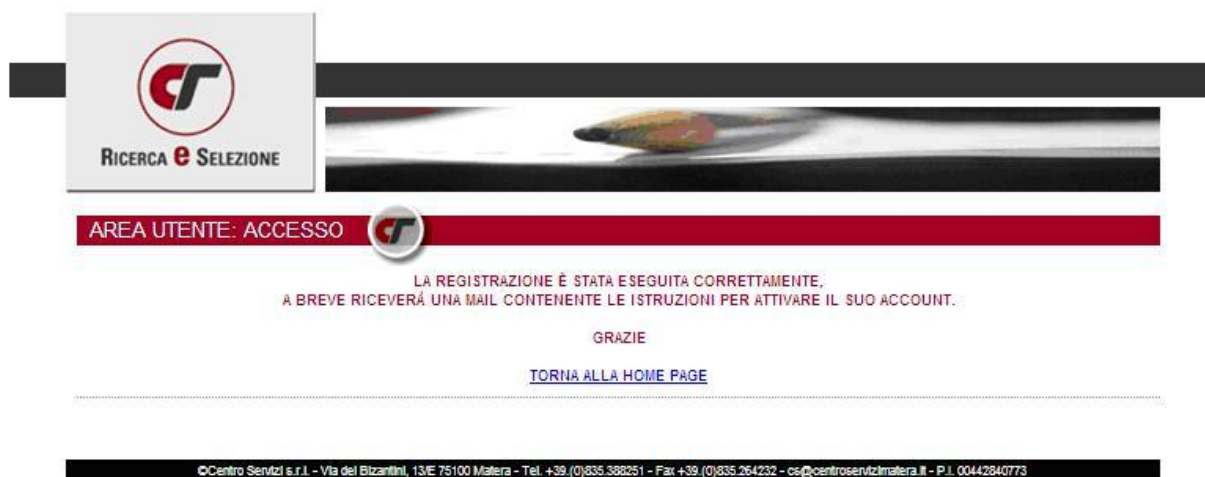 RICERCA e SELEZIONE
AREA UTENTE: ACCESSO
LA REGISTRAZIONE È STATA ESEGUITA CORRETTAMENTE,
A BREVE RICEVERÁ UNA MAIL CONTENENTE LE ISTRUZIONI PER ATTIVARE IL SUO ACCOUNT.
GRAZIE
TORNA ALLA HOME PAGE
©Centro Servizi s.r.l. - Via dei Bizantini, 13/E 75100 Matera - Tel. +39.(0)835.388251 - Fax +39.(0)835.264232 - cs@centroservizimatera.it - P.I. 00442840773